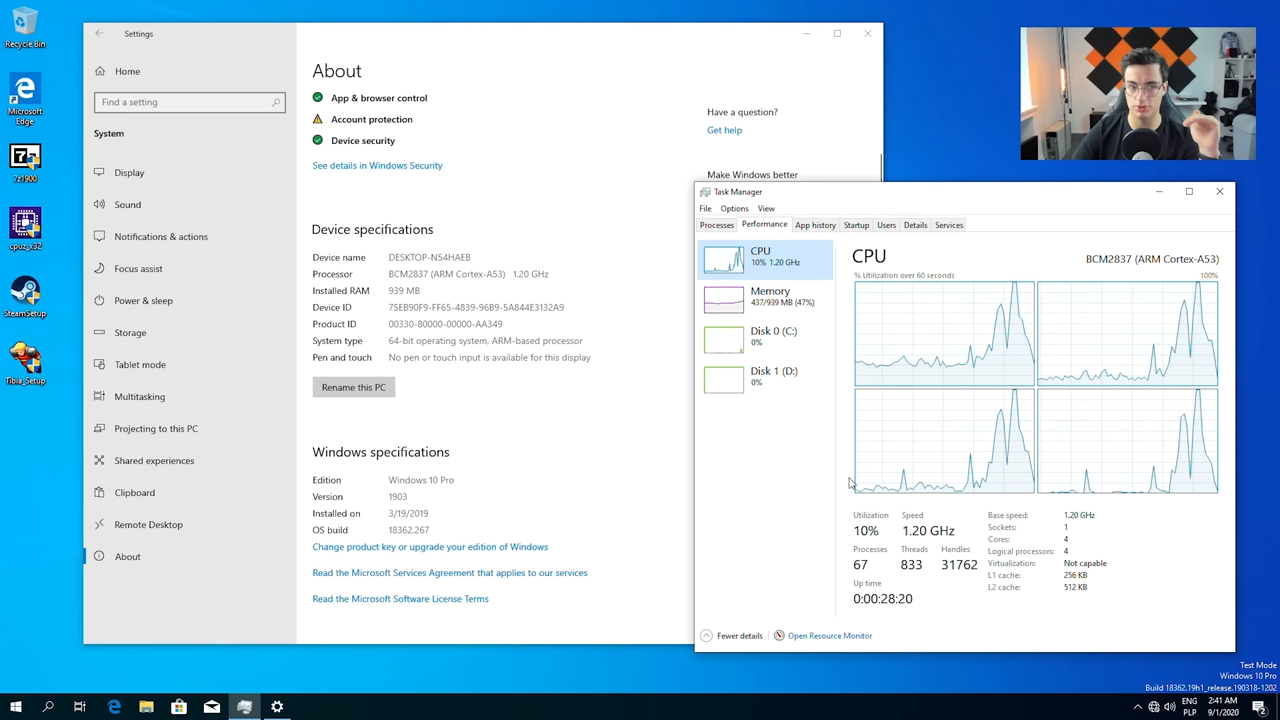 Recycle Bin
Microsoft
Edge
7z1900
cpuz_x32
SteamSetup
Tibia_Setup
Settings
Home
Find a setting
System
Display
Sound
Notifications & actions
Focus assist
Power & sleep
Storage
Tablet mode
Multitasking
Projecting to this PC
Shared experiences
Clipboard
Remote Desktop
About
About
App & browser control
Account protection
Device security
See details in Windows Security
Device specifications
Device name DESKTOP-N54HAEB
Processor BCM2837 (ARM Cortex-A53) 1.20 GHz
Installed RAM 939 MB
Device ID 75EB90F9-FF65-4839-96B9-5A844E3132A9
Product ID 00330-80000-00000-AA349
System type 64-bit operating system, ARM-based processor
Pen and touch No pen or touch input is available for this display
Rename this PC
Windows specifications
Edition Windows 10 Pro
Version 1903
Installed on 3/19/2019
OS build 18362.267
Change product key or upgrade your edition of Windows
Read the Microsoft Services Agreement that applies to our services
Read the Microsoft Software License Terms
Have a question?
Get help
Make Windows better
Task Manager
File Options View
Processes Performance App history Startup Users Details Services
CPU
10% 1.20 GHz
Memory
437/939 MB (47%)
Disk 0 (C:)
0%
Disk 1 (D:)
0%
CPU BCM2837 (ARM Cortex-A53)
% Utilization over 60 seconds 100%
Utilization Speed
10% 1.20 GHz
Processes Threads Handles
67 833 31762
Up time
0:00:28:20
Base speed: 1.20 GHz
Sockets: 1
Cores: 4
Logical processors: 4
Virtualization: Not capable
L1 cache: 256 KB
L2 cache: 512 KB
Fewer details Open Resource Monitor
Test Mode
Windows 10 Pro
Build 18362.19h1_release.190318-1202
ENG 2:41 AM
PLP 9/1/2020
2